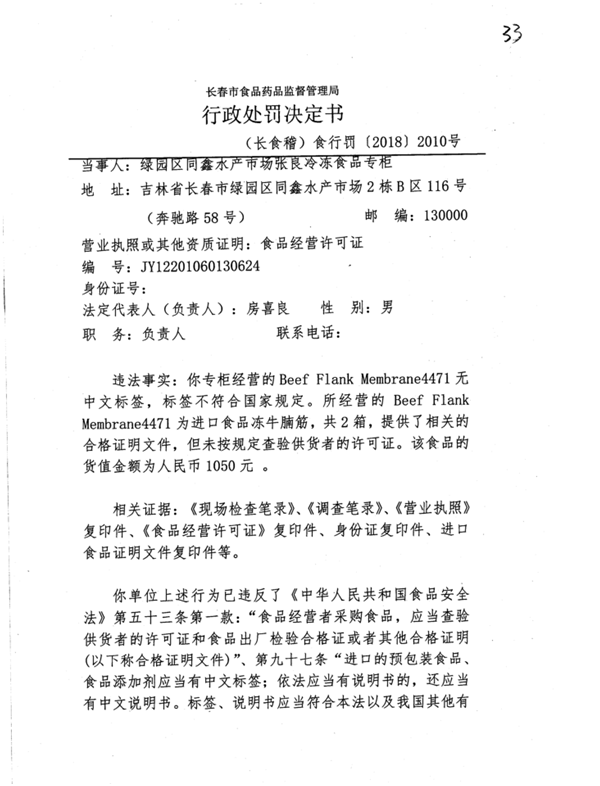 33
长春市食品药品监督管理局
行政处罚决定书
（长食稽）食行罚〔2018〕2010号
当事人：绿园区同鑫水产市场张良冷冻食品专柜
地 址：吉林省长春市绿园区同鑫水产市场2栋B区116号
（奔驰路58号） 邮 编：130000
营业执照或其他资质证明：食品经营许可证
编 号：JY12201060130624
身份证号：
法定代表人（负责人）：房喜良 性 别：男
职 务：负责人 联系电话：
违法事实：你专柜经营的Beef Flank Membrane4471无
中文标签，标签不符合国家规定。所经营的 Beef Flank
Membrane4471为进口食品冻牛腩筋，共2箱，提供了相关的
合格证明文件，但未按规定查验供货者的许可证。该食品的
货值金额为人民币1050元 。
相关证据：《现场检查笔录》、《调查笔录》、《营业执照》
复印件、《食品经营许可证》复印件、身份证复印件、进口
食品证明文件复印件等。
你单位上述行为已违反了《中华人民共和国食品安全
法》第五十三条第一款：“食品经营者采购食品，应当查验
供货者的许可证和食品出厂检验合格证或者其他合格证明
(以下称合格证明文件)”、第九十七条“进口的预包装食品、
食品添加剂应当有中文标签；依法应当有说明书的，还应当
有中文说明书。标签、说明书应当符合本法以及我国其他有